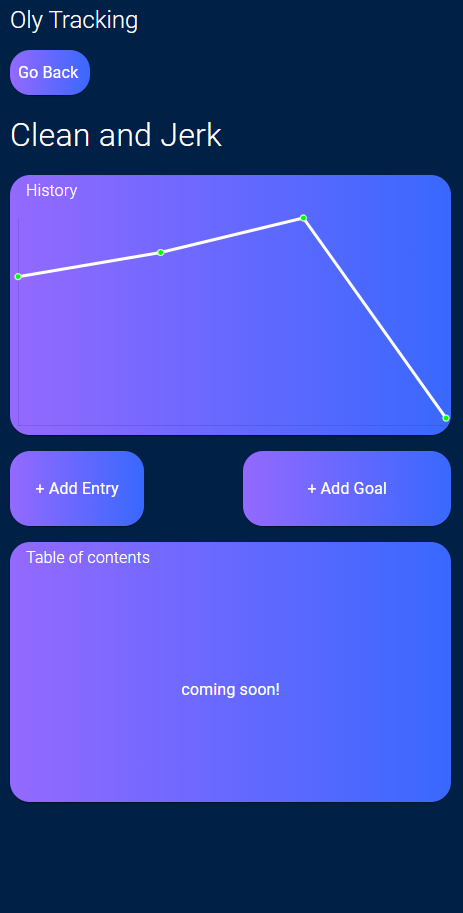 Oly Tracking
Go Back
Clean and Jerk
History
+ Add Entry
+ Add Goal
Table of contents
coming soon!